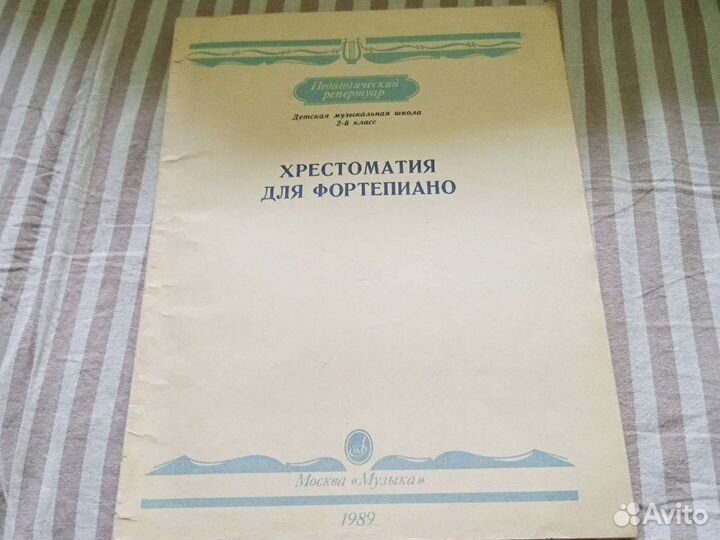 Педагогический
репертуар
Детская музыкальная школа
2-й класс
ХРЕСТОМАТИЯ
ДЛЯ ФОРТЕПИАНО
Москва «Музыка»
1989
Avito